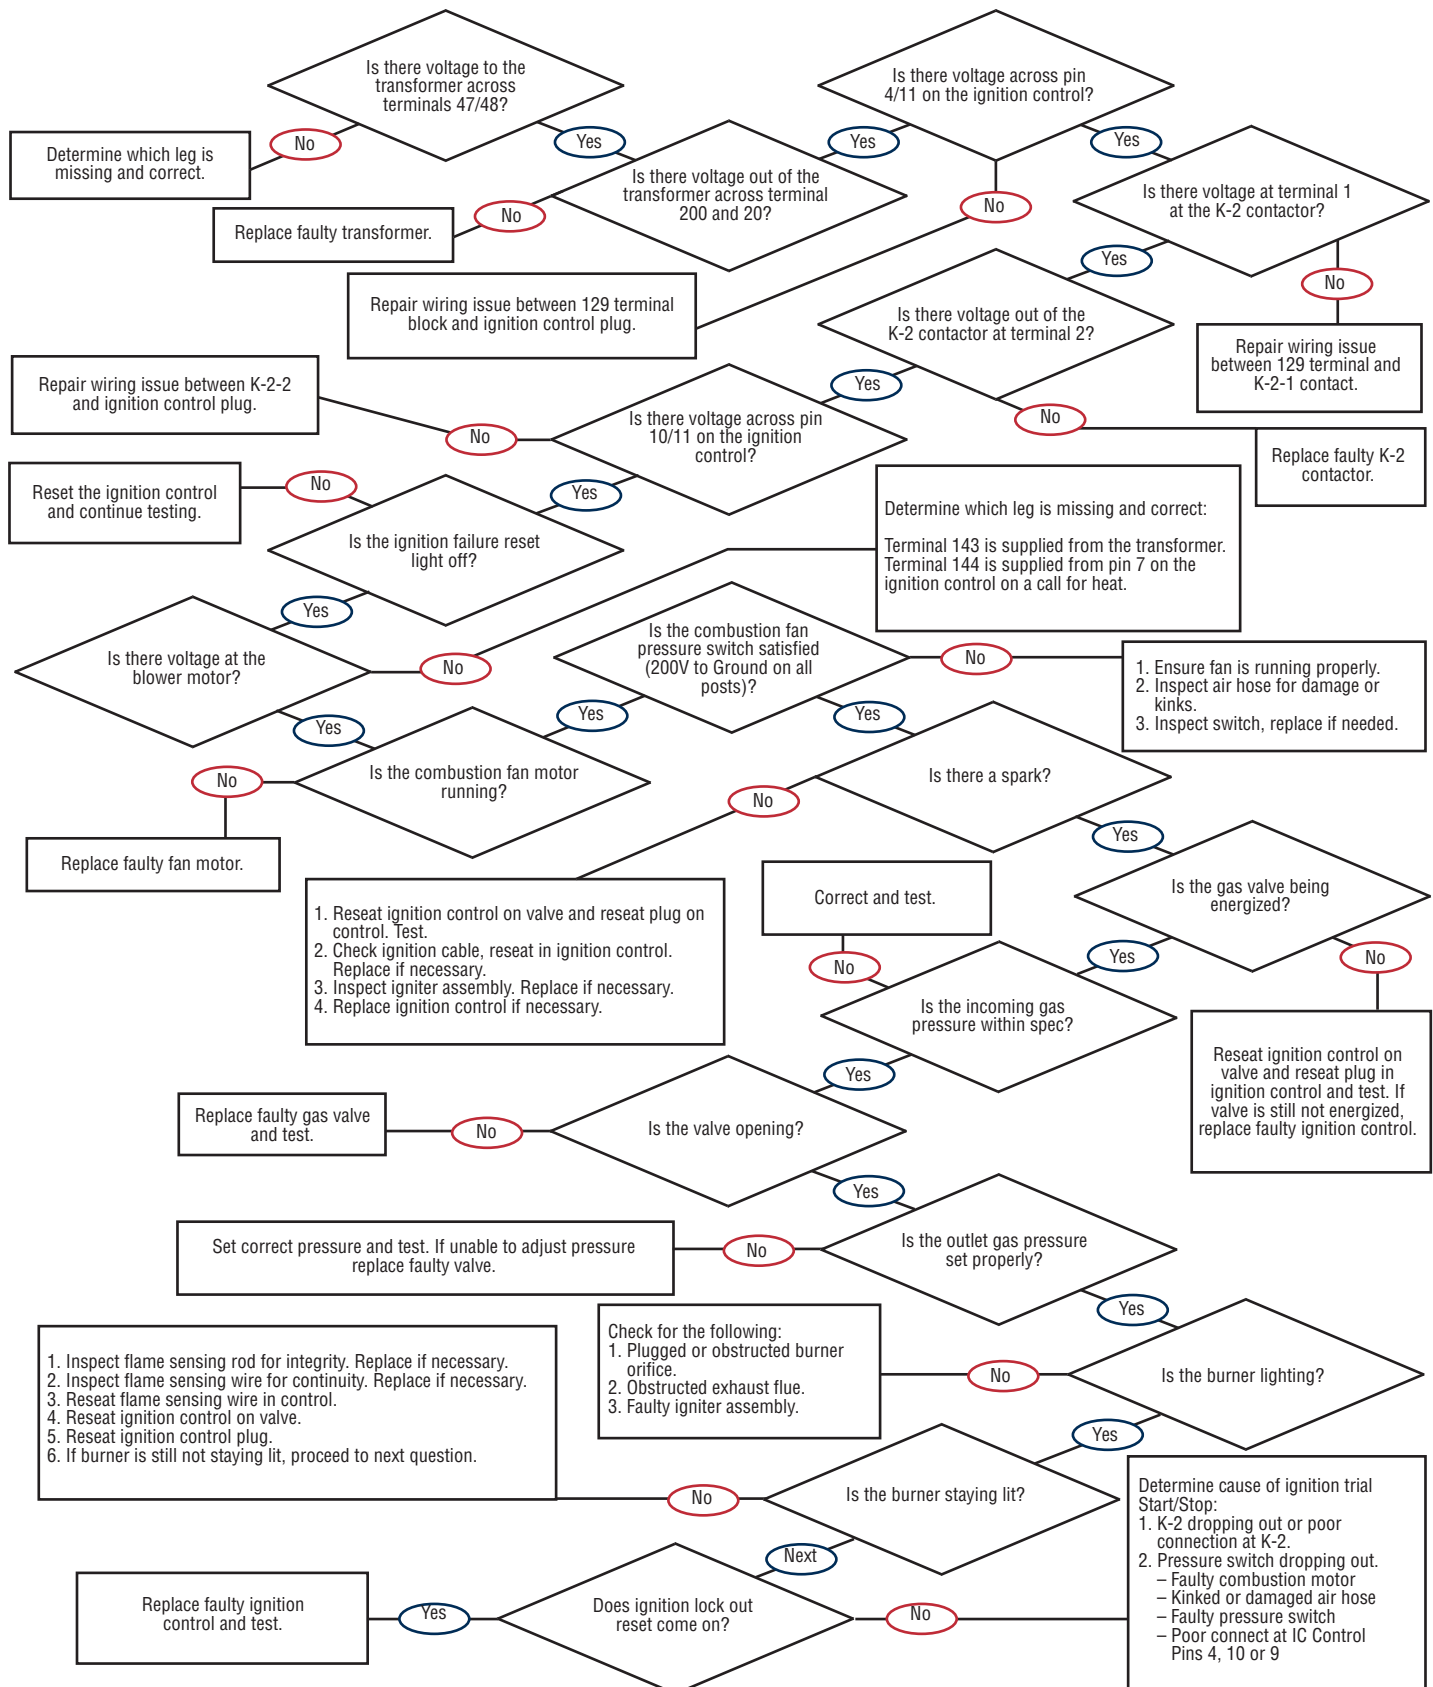 Is there voltage to the
transformer across
terminals 47/48?
No
Determine which leg is
missing and correct.
Yes
Is there voltage out of the
transformer across terminal
200 and 20?
No
Replace faulty transformer.
Yes
Is there voltage across pin
4/11 on the ignition control?
No
Repair wiring issue between 129 terminal
block and ignition control plug.
Yes
Is there voltage at terminal 1
at the K-2 contactor?
No
Repair wiring issue
between 129 terminal and
K-2-1 contact.
Yes
Is there voltage out of the
K-2 contactor at terminal 2?
No
Replace faulty K-2
contactor.
Yes
Is there voltage across pin
10/11 on the ignition
control?
No
Repair wiring issue between K-2-2
and ignition control plug.
Yes
Is the ignition failure reset
light off?
No
Reset the ignition control
and continue testing.
Yes
Is there voltage at the
blower motor?
No
Determine which leg is missing and correct:
Terminal 143 is supplied from the transformer.
Terminal 144 is supplied from pin 7 on the
ignition control on a call for heat.
Yes
Is the combustion fan motor
running?
No
Replace faulty fan motor.
Yes
Is the combustion fan
pressure switch satisfied
(200V to Ground on all
posts)?
No
1. Ensure fan is running properly.
2. Inspect air hose for damage or
kinks.
3. Inspect switch, replace if needed.
Yes
Is there a spark?
No
1. Reseat ignition control on valve and reseat plug on
control. Test.
2. Check ignition cable, reseat in ignition control.
Replace if necessary.
3. Inspect igniter assembly. Replace if necessary.
4. Replace ignition control if necessary.
Yes
Is the gas valve being
energized?
No
Reseat ignition control on
valve and reseat plug in
ignition control and test. If
valve is still not energized,
replace faulty ignition control.
Yes
Is the incoming gas
pressure within spec?
No
Correct and test.
Yes
Is the valve opening?
No
Replace faulty gas valve
and test.
Yes
Is the outlet gas pressure
set properly?
No
Set correct pressure and test. If unable to adjust pressure
replace faulty valve.
Yes
Is the burner lighting?
No
Check for the following:
1. Plugged or obstructed burner
orifice.
2. Obstructed exhaust flue.
3. Faulty igniter assembly.
Yes
Is the burner staying lit?
No
1. Inspect flame sensing rod for integrity. Replace if necessary.
2. Inspect flame sensing wire for continuity. Replace if necessary.
3. Reseat flame sensing wire in control.
4. Reseat ignition control on valve.
5. Reseat ignition control plug.
6. If burner is still not staying lit, proceed to next question.
Next
Does ignition lock out
reset come on?
Yes
Replace faulty ignition
control and test.
No
Determine cause of ignition trial
Start/Stop:
1. K-2 dropping out or poor
connection at K-2.
2. Pressure switch dropping out.
– Faulty combustion motor
– Kinked or damaged air hose
– Faulty pressure switch
– Poor connect at IC Control
Pins 4, 10 or 9